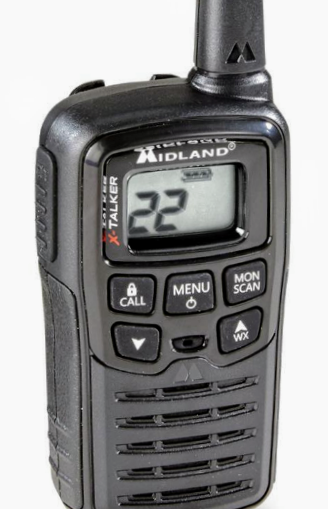 MIDLAND®
X-TALKER
22
CALL
MENU
MON
SCAN
WX